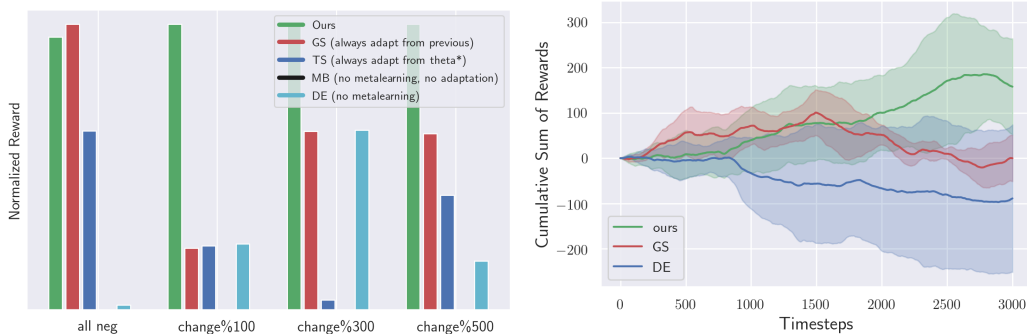 Normalized Reward
Ours
GS (always adapt from previous)
TS (always adapt from theta*)
MB (no metalearning, no adaptation)
DE (no metalearning)
all neg
change%100
change%300
change%500
Cumulative Sum of Rewards
300
200
100
0
−100
−200
ours
GS
DE
0
500
1000
1500
2000
2500
3000
Timesteps